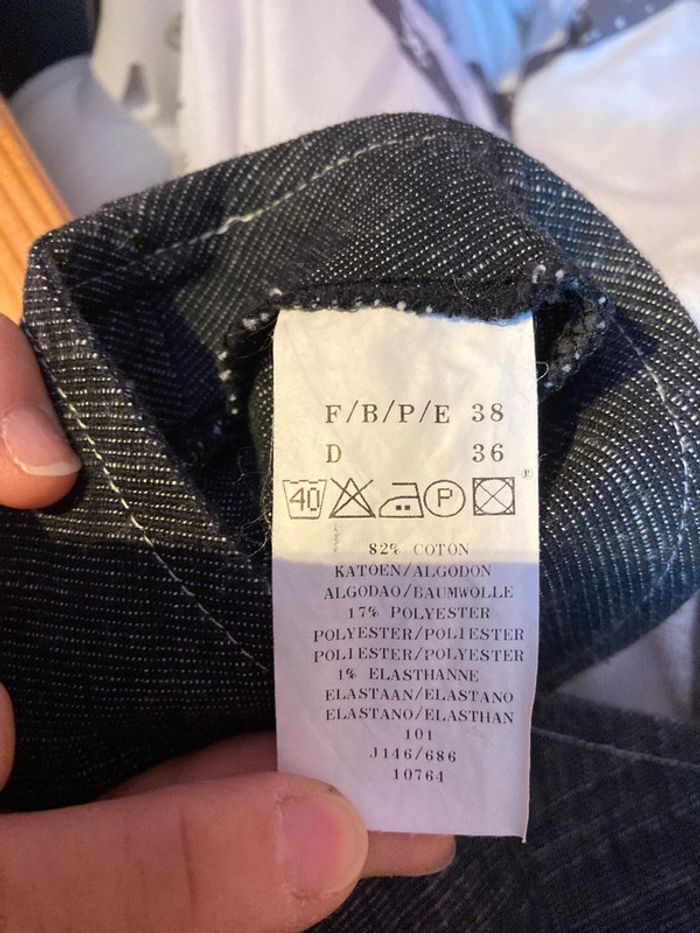 F/B/P/E 38
D 36
40 P ®
82% COTON
KATOEN/ALGODON
ALGODAO/BAUMWOLLE
17% POLYESTER
POLYESTER/POLIESTER
POLIESTER/POLYESTER
1% ELASTHANNE
ELASTAAN/ELASTANO
ELASTANO/ELASTHAN
101
J146/686
10764